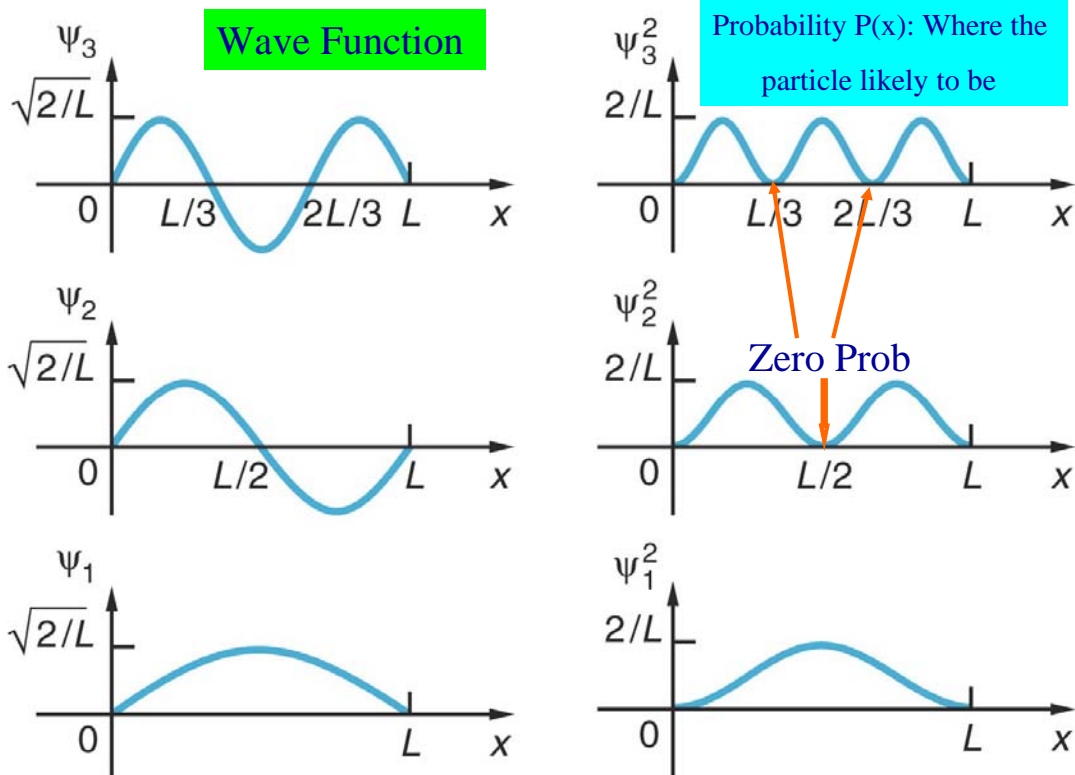 Wave Function
Probability P(x): Where the
particle likely to be
ψ₃
√2/L
0
L/3
2L/3
L
x
ψ₃²
2/L
0
L/3
2L/3
L
x
ψ₂
√2/L
0
L/2
L
x
ψ₂²
2/L
Zero Prob
0
L/2
L
x
ψ₁
√2/L
0
L
x
ψ₁²
2/L
0
L
x